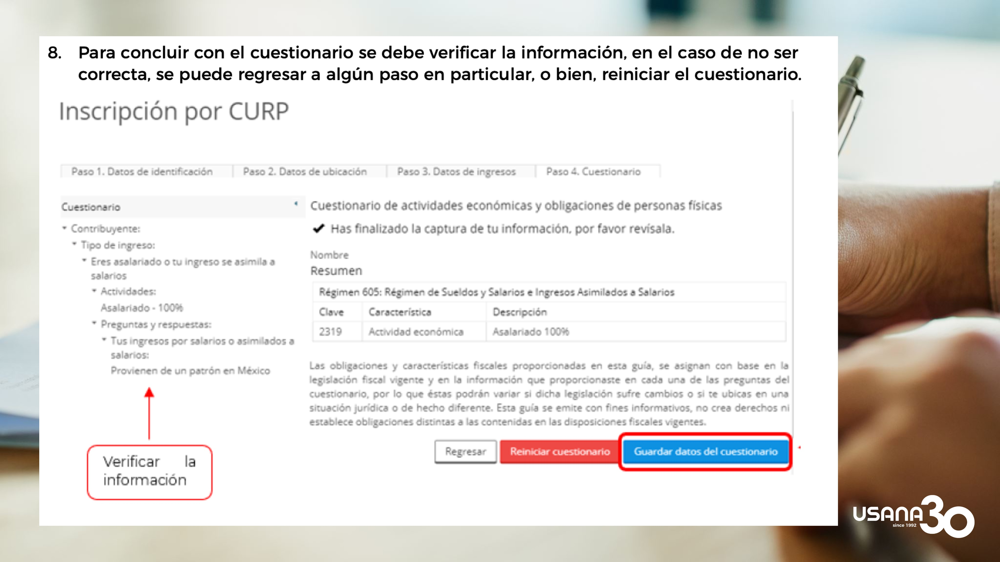 8. Para concluir con el cuestionario se debe verificar la información, en el caso de no ser
correcta, se puede regresar a algún paso en particular, o bien, reiniciar el cuestionario.
Inscripción por CURP
Paso 1. Datos de identificación Paso 2. Datos de ubicación Paso 3. Datos de ingresos Paso 4. Cuestionario
Cuestionario
Contribuyente:
Tipo de ingreso:
Eres asalariado o tu ingreso se asimila a
salarios
Actividades:
Asalariado - 100%
Preguntas y respuestas:
Tus ingresos por salarios o asimilados a
salarios:
Provienen de un patrón en México
Verificar la
información
Cuestionario de actividades económicas y obligaciones de personas físicas
✔ Has finalizado la captura de tu información, por favor revísala.
Nombre
Resumen
Régimen 605: Régimen de Sueldos y Salarios e Ingresos Asimilados a Salarios
Clave Característica Descripción
2319 Actividad económica Asalariado 100%
Las obligaciones y características fiscales proporcionadas en esta guía, se asignan con base en la
legislación fiscal vigente y en la información que proporcionaste en cada una de las preguntas del
cuestionario, por lo que éstas podrán variar si dicha legislación sufre cambios o si te ubicas en una
situación jurídica o de hecho diferente. Esta guía se emite con fines informativos, no crea derechos ni
establece obligaciones distintas a las contenidas en las disposiciones fiscales vigentes.
Regresar Reiniciar cuestionario Guardar datos del cuestionario
USANA 30
since 1992